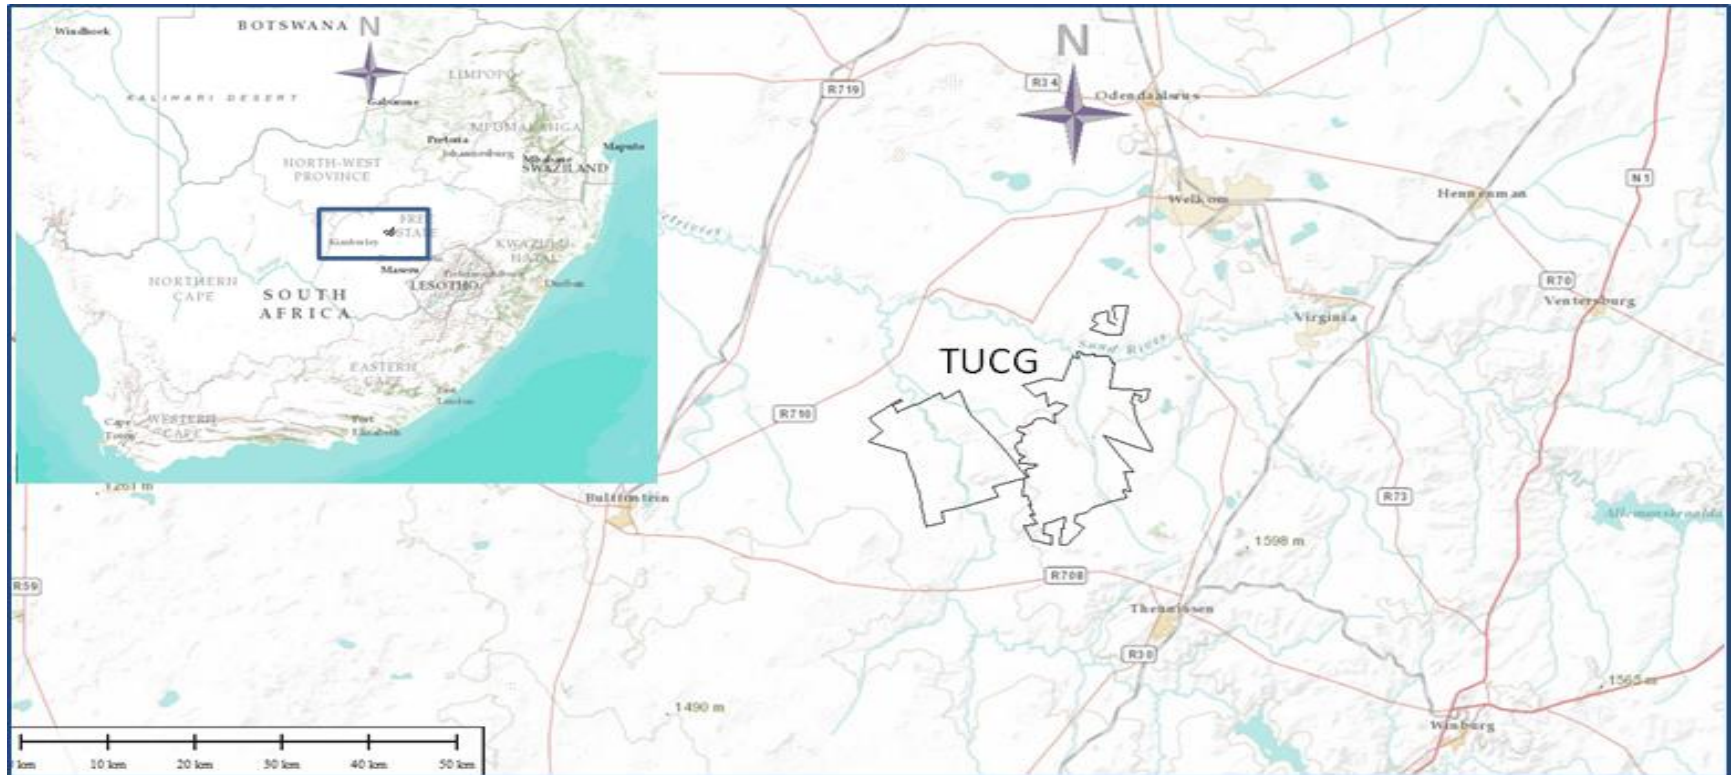 BOTSWANA
N
Windhoek
LIMPOPO
KALIHARI DESERT
Gaborone
MPUMALANGA
Pretoria
Johannesburg
Maputo
Mbabane
SWAZILAND
NORTH-WEST
PROVINCE
FREE
STATE
Kimberley
KWAZULU-
NATAL
Maseru
LESOTHO
Durban
NORTHERN
CAPE
SOUTH
AFRICA
EASTERN
CAPE
East
London
Cape
Town
WESTERN
CAPE
Port
Elizabeth
N
R719
R34
Odendaalsrus
N1
Hennenman
Welkom
R70
Ventersburg
Virginia
Sand River
TUCG
R710
1261 m
Bultfontein
R73
1598 m
R59
R708
Theunissen
R30
1565 m
1490 m
Winburg
km
10 km
20 km
30 km
40 km
50 km